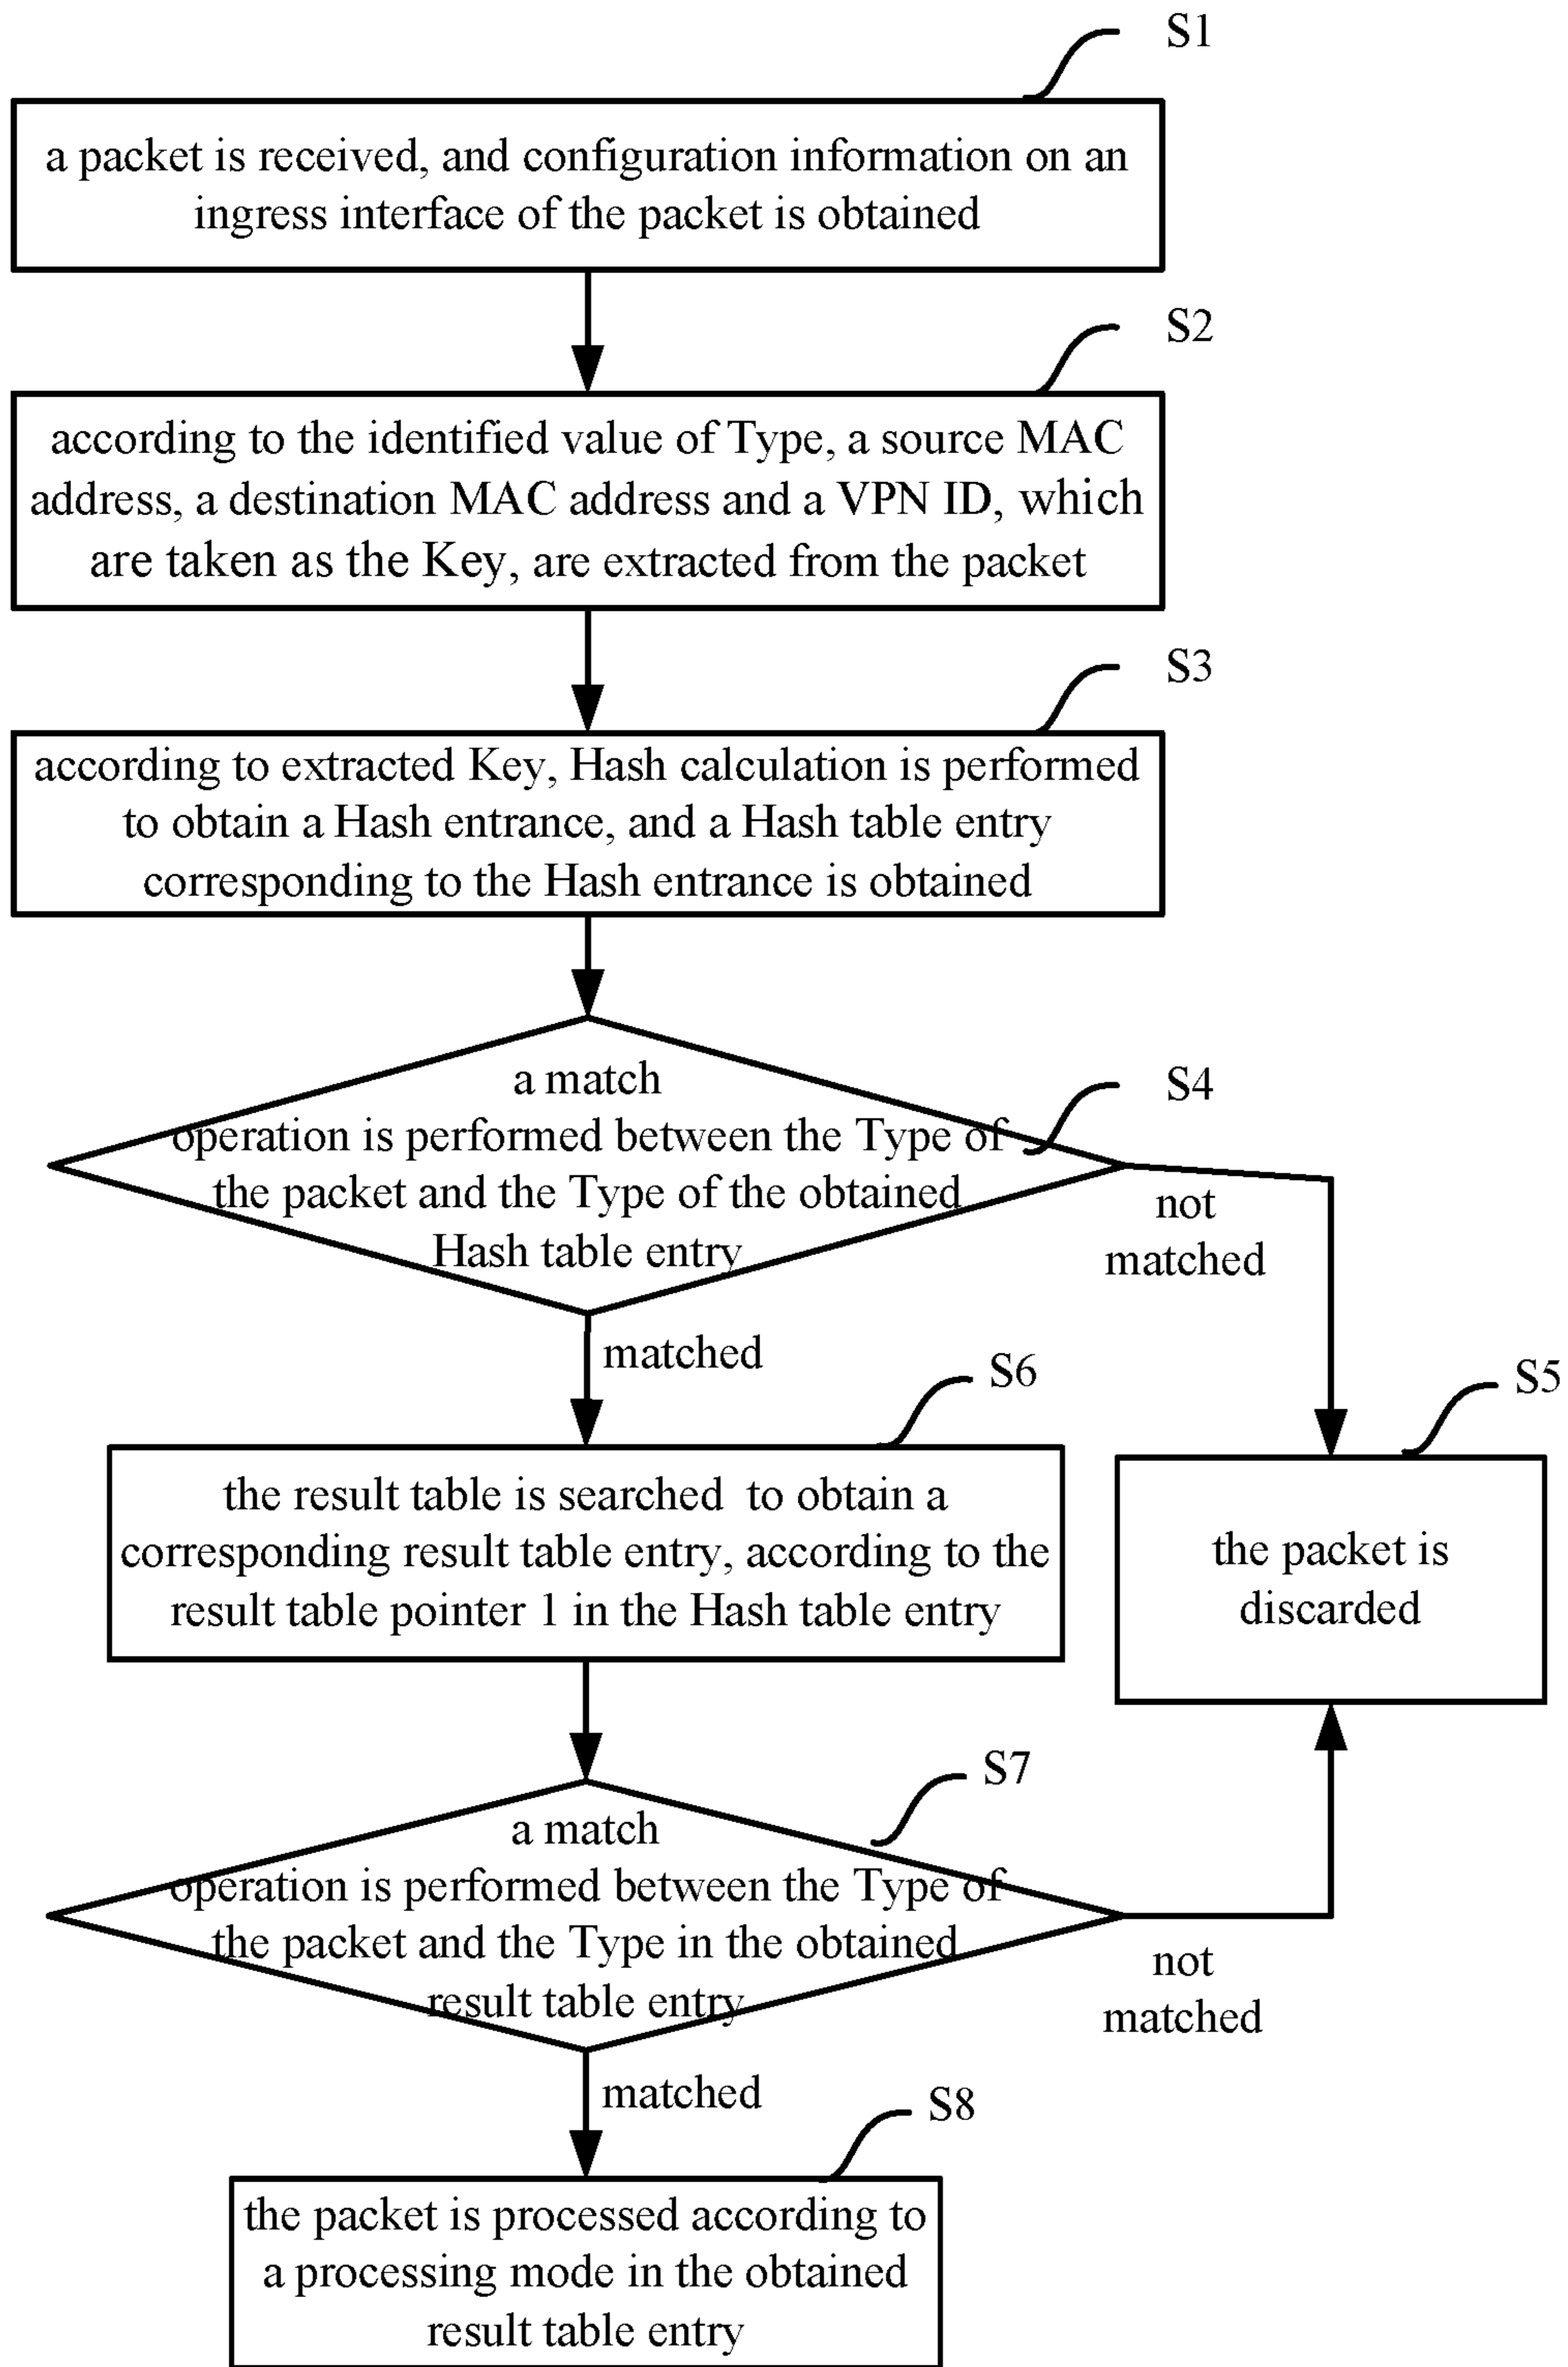 S1
a packet is received, and configuration information on an
ingress interface of the packet is obtained
S2
according to the identified value of Type, a source MAC
address, a destination MAC address and a VPN ID, which
are taken as the Key, are extracted from the packet
S3
according to extracted Key, Hash calculation is performed
to obtain a Hash entrance, and a Hash table entry
corresponding to the Hash entrance is obtained
S4
a match
operation is performed between the Type of
the packet and the Type of the obtained
Hash table entry
not
matched
matched
S6
the result table is searched to obtain a
corresponding result table entry, according to the
result table pointer 1 in the Hash table entry
S5
the packet is
discarded
S7
a match
operation is performed between the Type of
the packet and the Type in the obtained
result table entry
not
matched
matched
S8
the packet is processed according to
a processing mode in the obtained
result table entry